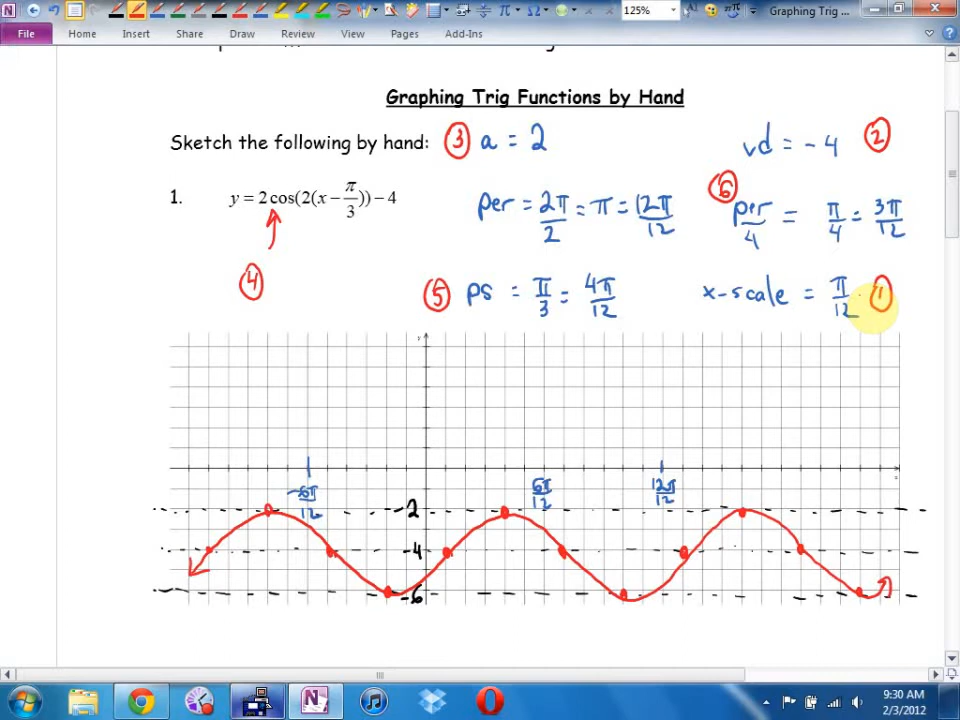 125%
Graphing Trig ...
File Home Insert Share Draw Review View Pages Add-Ins
Graphing Trig Functions by Hand
Sketch the following by hand: ③ a = 2 vd = -4 ②
1. y = 2cos(2(x - π/3)) - 4
per = 2π/2 = π = 12π/12
⑥ per/4 = π/4 = 3π/12
④
⑤ ps = π/3 = 4π/12
x-scale = π/12 ①
y
-6π/12 6π/12 12π/12
x
-2
-4
-6
9:30 AM
2/3/2012